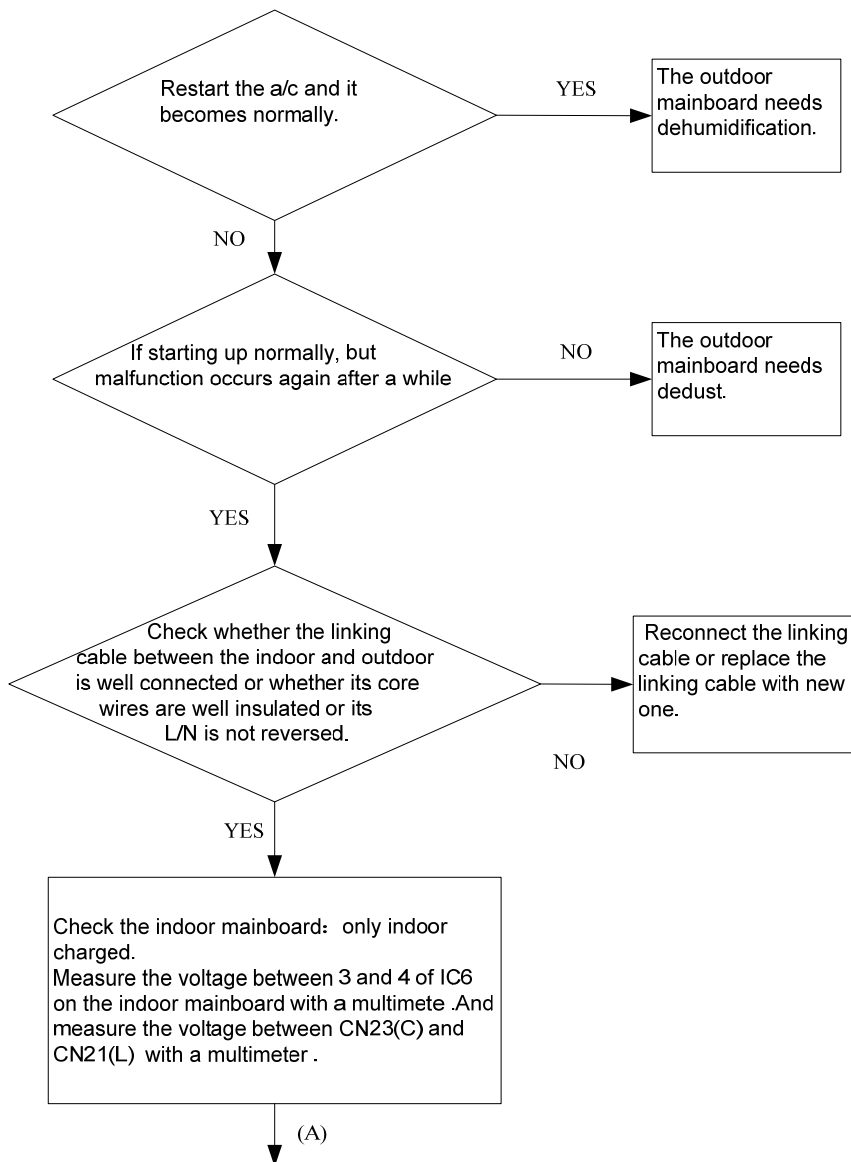 Restart the a/c and it
becomes normally.
YES
The outdoor
mainboard needs
dehumidification.
NO
If starting up normally, but
malfunction occurs again after a while
NO
The outdoor
mainboard needs
dedust.
YES
Check whether the linking
cable between the indoor and outdoor
is well connected or whether its core
wires are well insulated or its
L/N is not reversed.
NO
Reconnect the linking
cable or replace the
linking cable with new
one.
YES
Check the indoor mainboard：only indoor
charged.
Measure the voltage between 3 and 4 of IC6
on the indoor mainboard with a multimete .And
measure the voltage between CN23(C) and
CN21(L) with a multimeter .
(A)